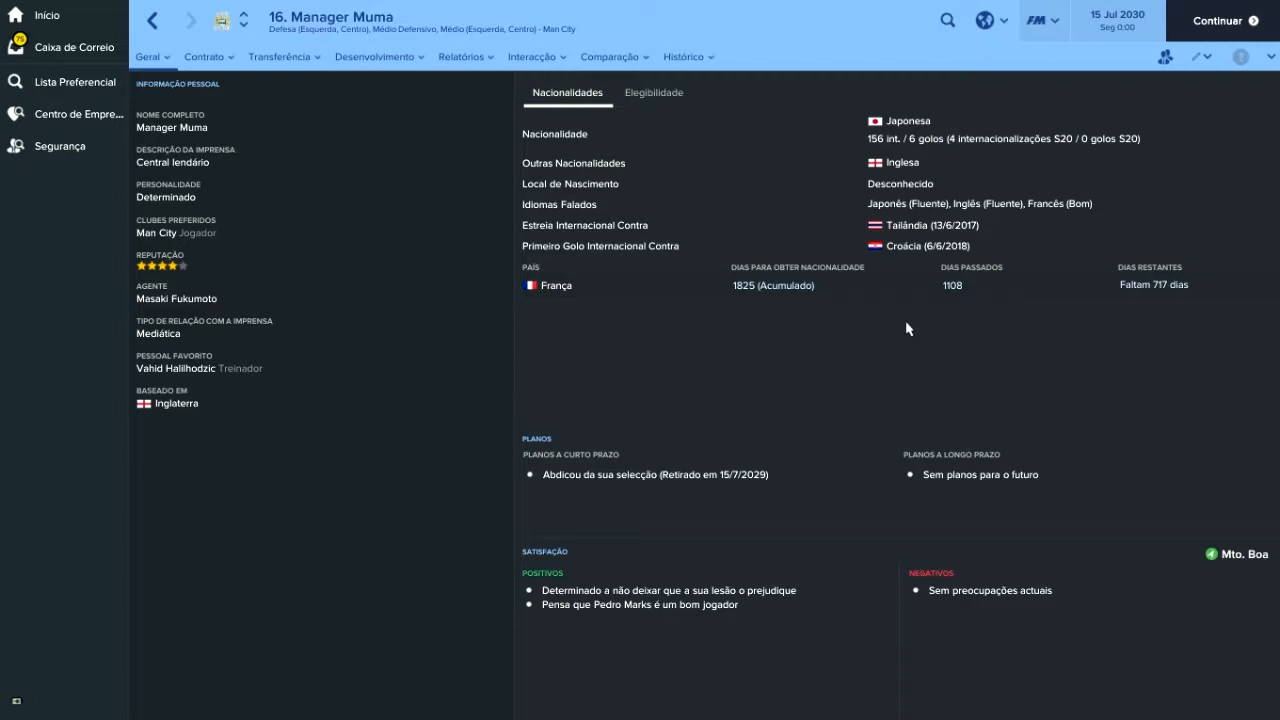 Início
75
Caixa de Correio
Lista Preferencial
Centro de Empre...
Segurança
16. Manager Muma
Defesa (Esquerda, Centro), Médio Defensivo, Médio (Esquerda, Centro) - Man City
FM
15 Jul 2030
Seg 0:00
Continuar
Geral
Contrato
Transferência
Desenvolvimento
Relatórios
Interacção
Comparação
Histórico
?
INFORMAÇÃO PESSOAL
NOME COMPLETO
Manager Muma
DESCRIÇÃO DA IMPRENSA
Central lendário
PERSONALIDADE
Determinado
CLUBES PREFERIDOS
Man City Jogador
REPUTAÇÃO
AGENTE
Masaki Fukumoto
TIPO DE RELAÇÃO COM A IMPRENSA
Mediática
PESSOAL FAVORITO
Vahid Halilhodzic Treinador
BASEADO EM
Inglaterra
Nacionalidades
Elegibilidade
Nacionalidade
Japonesa
156 int. / 6 golos (4 internacionalizações S20 / 0 golos S20)
Outras Nacionalidades
Inglesa
Local de Nascimento
Desconhecido
Idiomas Falados
Japonês (Fluente), Inglês (Fluente), Francês (Bom)
Estreia Internacional Contra
Tailândia (13/6/2017)
Primeiro Golo Internacional Contra
Croácia (6/6/2018)
PAÍS
DIAS PARA OBTER NACIONALIDADE
DIAS PASSADOS
DIAS RESTANTES
França
1825 (Acumulado)
1108
Faltam 717 dias
PLANOS
PLANOS A CURTO PRAZO
PLANOS A LONGO PRAZO
Abdicou da sua selecção (Retirado em 15/7/2029)
Sem planos para o futuro
SATISFAÇÃO
Mto. Boa
POSITIVOS
NEGATIVOS
Determinado a não deixar que a sua lesão o prejudique
Sem preocupações actuais
Pensa que Pedro Marks é um bom jogador